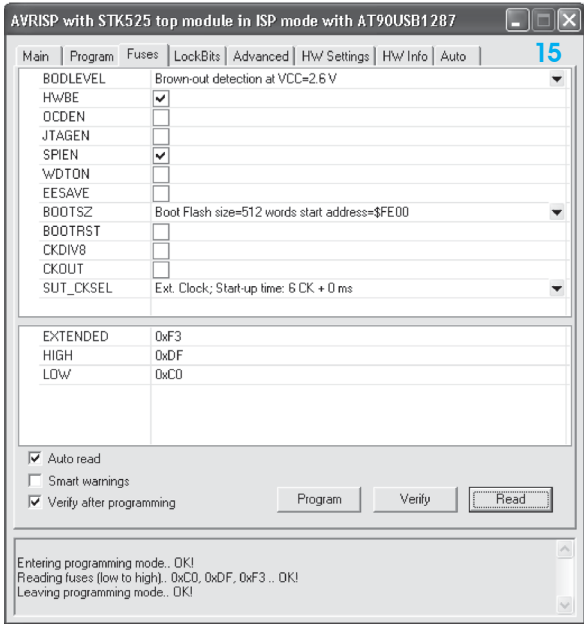 AVRISP with STK525 top module in ISP mode with AT90USB1287
Main Program Fuses LockBits Advanced HW Settings HW Info Auto 15
BODLEVEL Brown-out detection at VCC=2.6 V
HWBE
OCDEN
JTAGEN
SPIEN
WDTON
EESAVE
BOOTSZ Boot Flash size=512 words start address=$FE00
BOOTRST
CKDIV8
CKOUT
SUT_CKSEL Ext. Clock; Start-up time: 6 CK + 0 ms
EXTENDED 0xF3
HIGH 0xDF
LOW 0xC0
Auto read
Smart warnings
Verify after programming Program Verify Read
Entering programming mode.. OK!
Reading fuses (low to high).. 0xC0, 0xDF, 0xF3 .. OK!
Leaving programming mode.. OK!